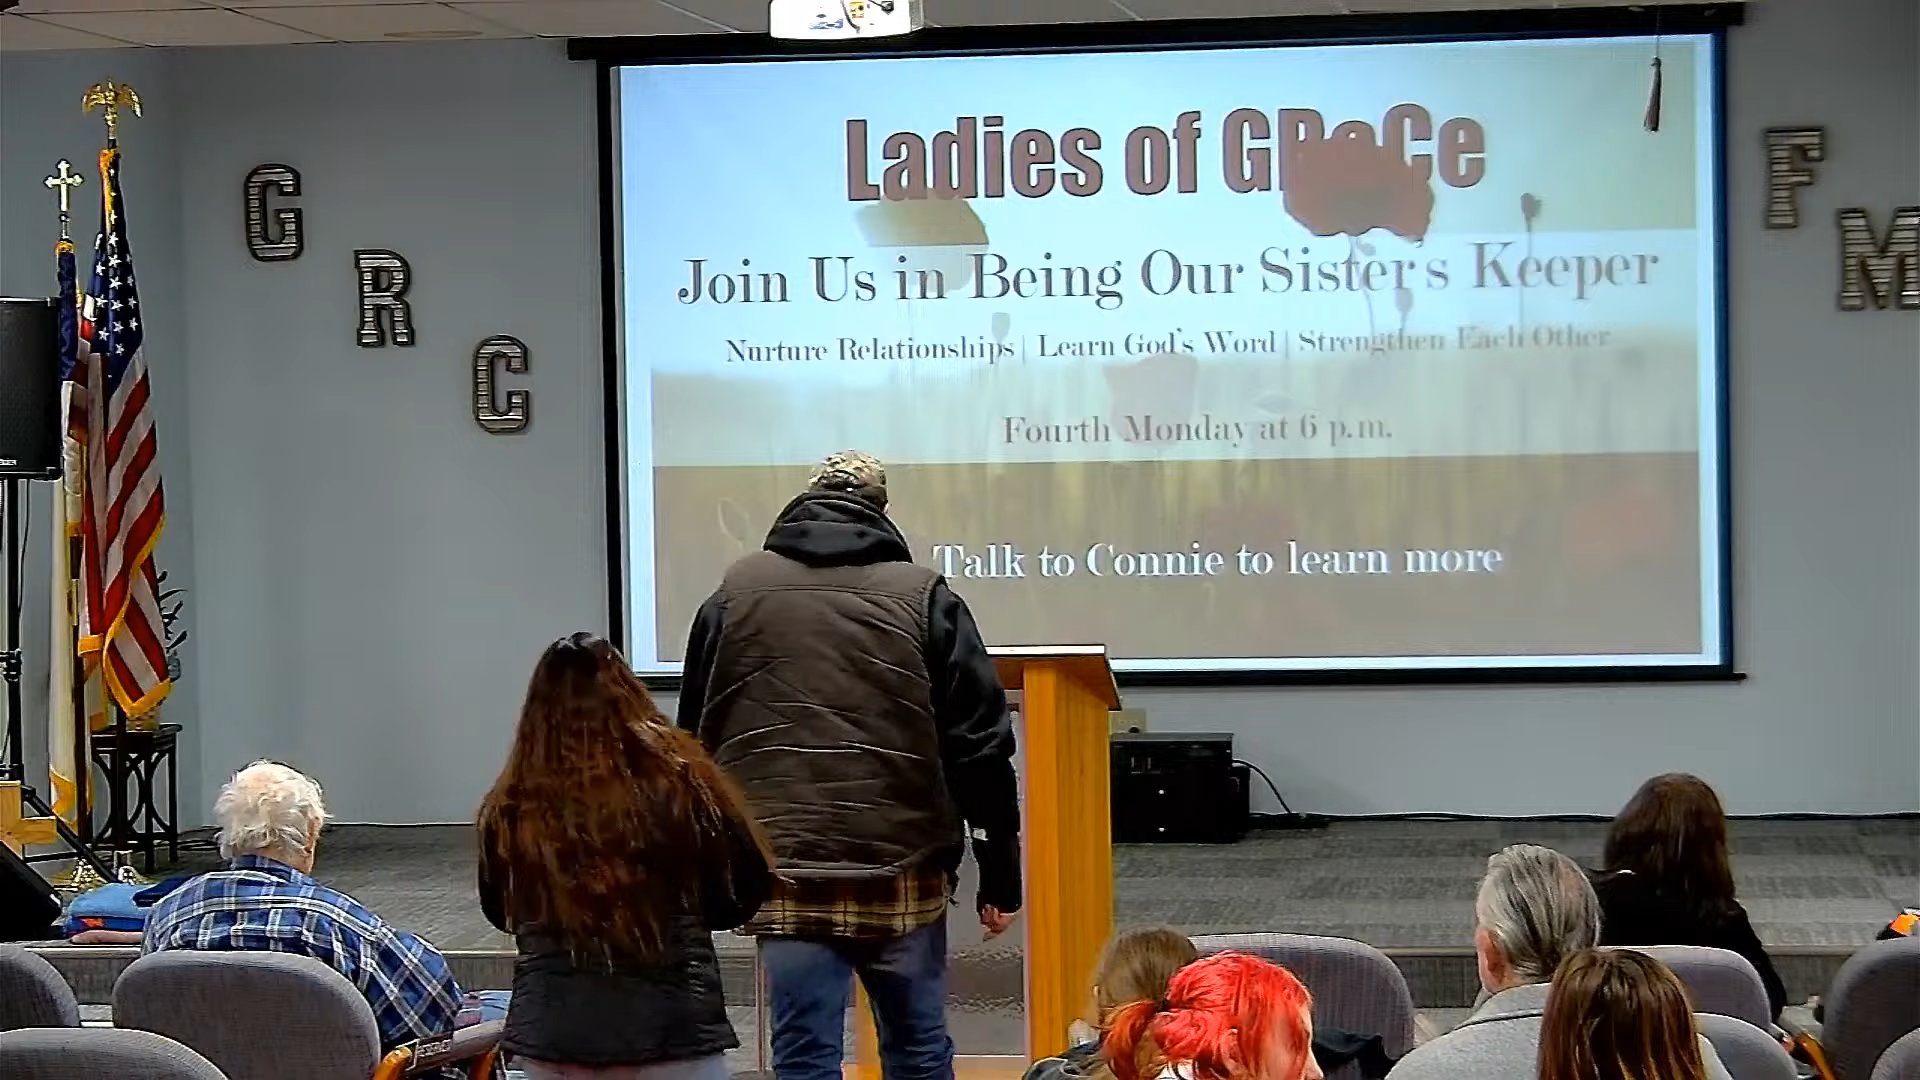 Ladies of GRaCe
Join Us in Being Our Sister's Keeper
Nurture Relationships | Learn God's Word | Strengthen Each Other
Fourth Monday at 6 p.m.
Talk to Connie to learn more
G
R
C
F
M
RESERVED